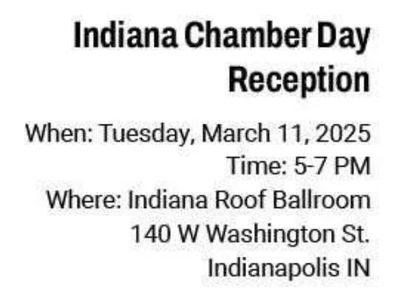 Indiana Chamber Day
Reception
When: Tuesday, March 11, 2025
Time: 5-7 PM
Where: Indiana Roof Ballroom
140 W Washington St.
Indianapolis IN